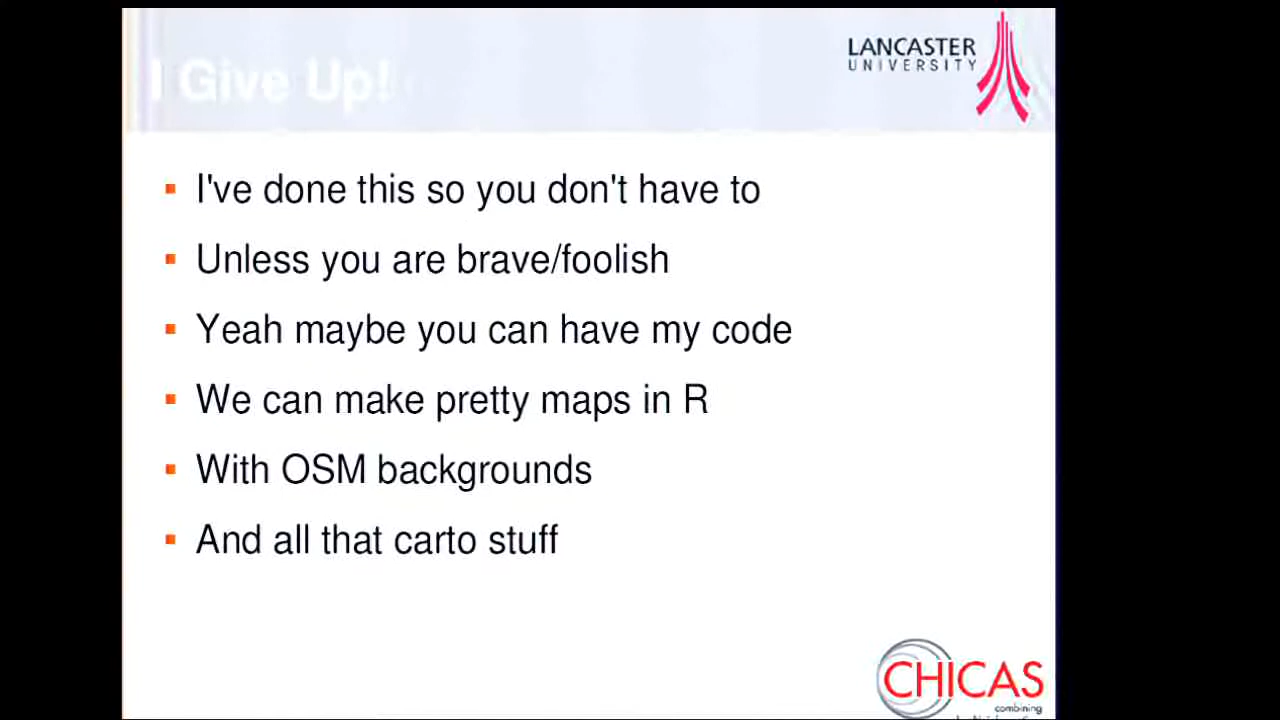 I Give Up!
LANCASTER
UNIVERSITY
I've done this so you don't have to
Unless you are brave/foolish
Yeah maybe you can have my code
We can make pretty maps in R
With OSM backgrounds
And all that carto stuff
CHICAS
combining